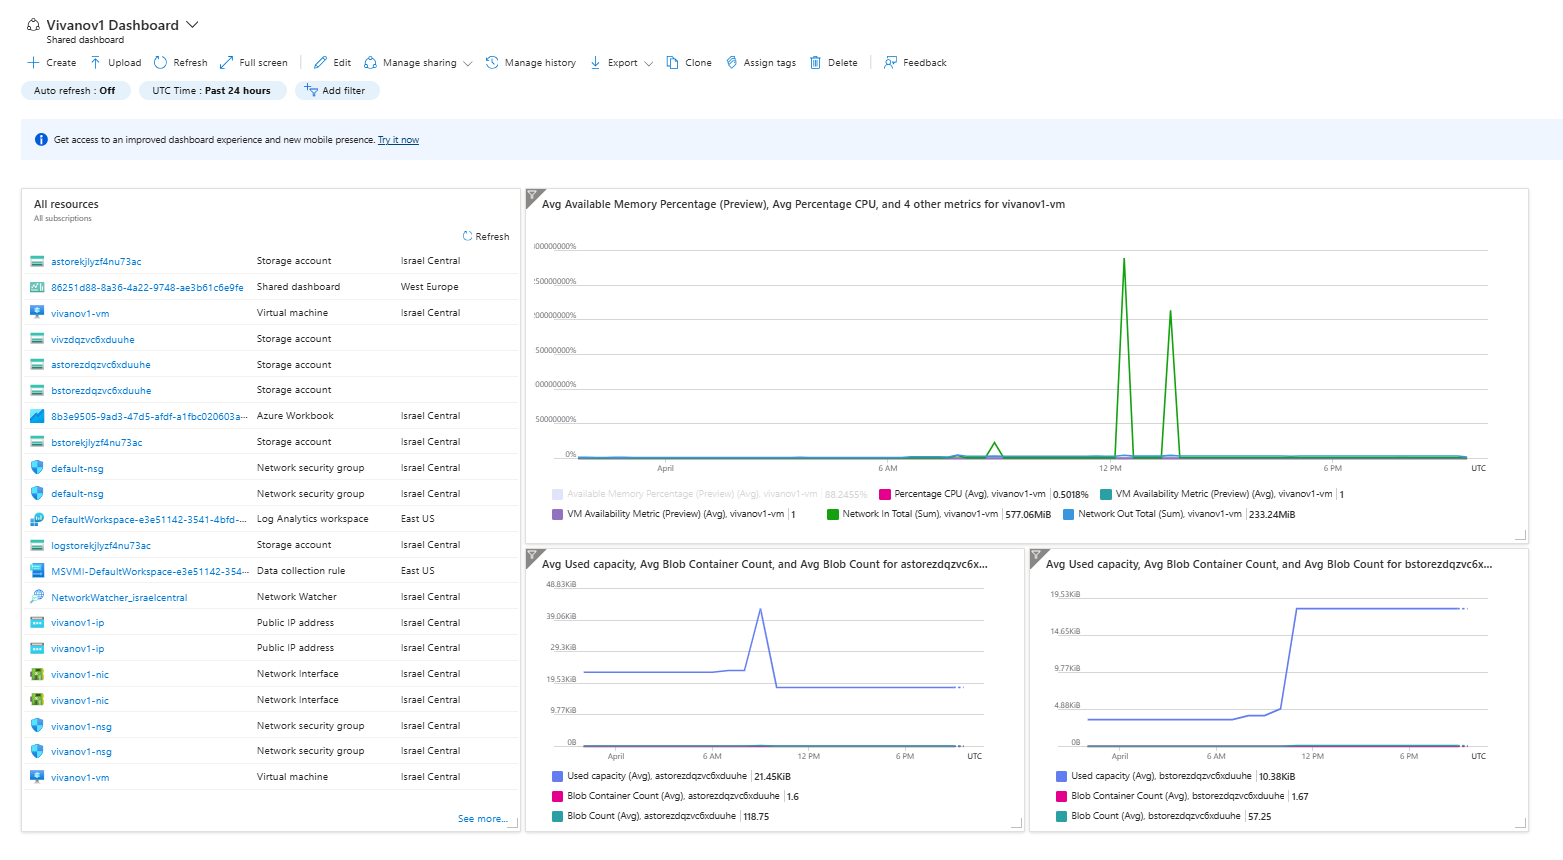 Vivanov1 Dashboard
Shared dashboard
Create Upload Refresh Full screen Edit Manage sharing Manage history Export Clone Assign tags Delete Feedback
Auto refresh : Off UTC Time : Past 24 hours Add filter
Get access to an improved dashboard experience and new mobile presence. Try it now
All resources
All subscriptions
Refresh
astorekjlyzf4nu73ac Storage account Israel Central
86251d88-8a36-4a22-9748-ae3b61c6e9fe Shared dashboard West Europe
vivanov1-vm Virtual machine Israel Central
vivzdqzvc6xduuhe Storage account
astorezdqzvc6xduuhe Storage account
bstorezdqzvc6xduuhe Storage account
8b3e9505-9ad3-47d5-afdf-a1fbc020603a··· Azure Workbook Israel Central
bstorekjlyzf4nu73ac Storage account Israel Central
default-nsg Network security group Israel Central
default-nsg Network security group Israel Central
DefaultWorkspace-e3e51142-3541-4bfd-... Log Analytics workspace East US
logstorekjlyzf4nu73ac Storage account Israel Central
MSVMI-DefaultWorkspace-e3e51142-354··· Data collection rule East US
NetworkWatcher_israelcentral Network Watcher Israel Central
vivanov1-ip Public IP address Israel Central
vivanov1-ip Public IP address Israel Central
vivanov1-nic Network Interface Israel Central
vivanov1-nic Network Interface Israel Central
vivanov1-nsg Network security group Israel Central
vivanov1-nsg Network security group Israel Central
vivanov1-vm Virtual machine Israel Central
See more...
Avg Available Memory Percentage (Preview), Avg Percentage CPU, and 4 other metrics for vivanov1-vm
00000000%
50000000%
00000000%
50000000%
00000000%
50000000%
0%
April 6 AM 12 PM 6 PM UTC
Available Memory Percentage (Preview) (Avg), vivanov1-vm 88.2455% Percentage CPU (Avg), vivanov1-vm 0.5018% VM Availability Metric (Preview) (Avg), vivanov1-vm 1
VM Availability Metric (Preview) (Avg), vivanov1-vm 1 Network In Total (Sum), vivanov1-vm 577.06MiB Network Out Total (Sum), vivanov1-vm 233.24MiB
Avg Used capacity, Avg Blob Container Count, and Avg Blob Count for astorezdqzvc6x...
48.83KiB
39.06KiB
29.3KiB
19.53KiB
9.77KiB
0B
April 6 AM 12 PM 6 PM UTC
Used capacity (Avg), astorezdqzvc6xduuhe 21.45KiB
Blob Container Count (Avg), astorezdqzvc6xduuhe 1.6
Blob Count (Avg), astorezdqzvc6xduuhe 118.75
Avg Used capacity, Avg Blob Container Count, and Avg Blob Count for bstorezdqzvc6x...
19.53KiB
14.65KiB
9.77KiB
4.88KiB
0B
April 6 AM 12 PM 6 PM UTC
Used capacity (Avg), bstorezdqzvc6xduuhe 10.38KiB
Blob Container Count (Avg), bstorezdqzvc6xduuhe 1.67
Blob Count (Avg), bstorezdqzvc6xduuhe 57.25